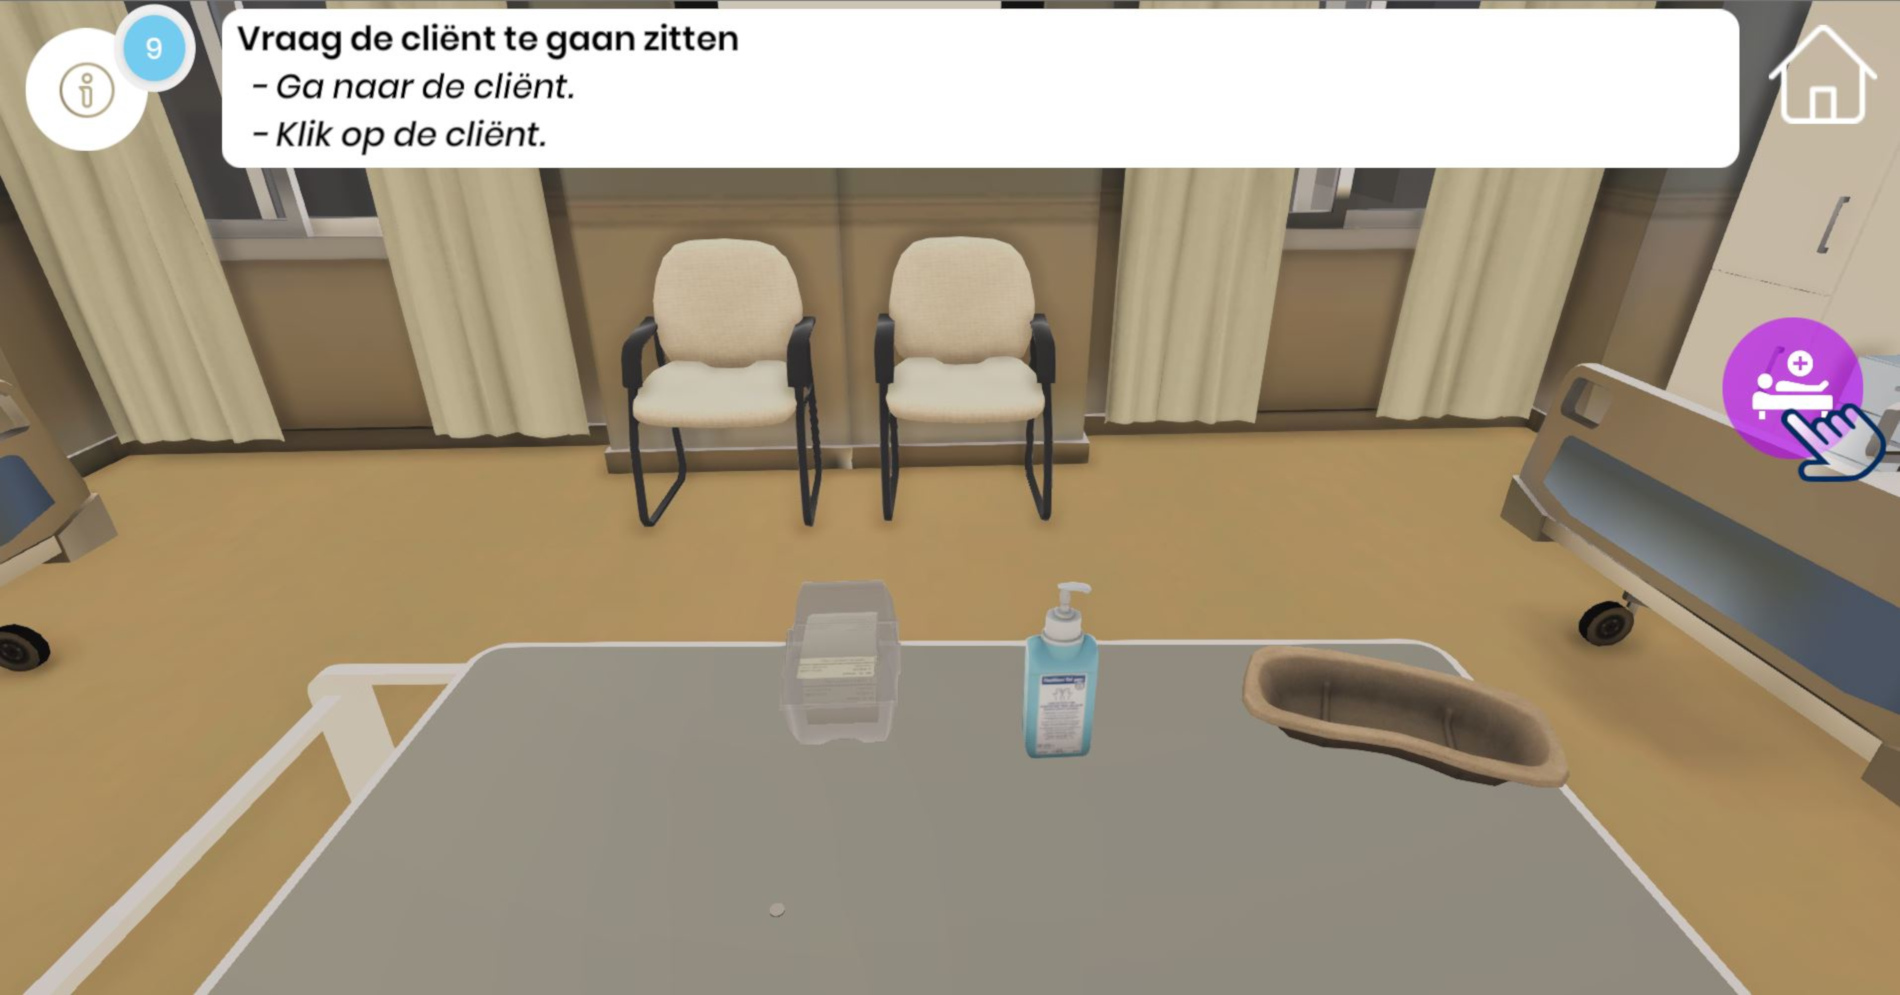 9
Vraag de cliënt te gaan zitten
- Ga naar de cliënt.
- Klik op de cliënt.